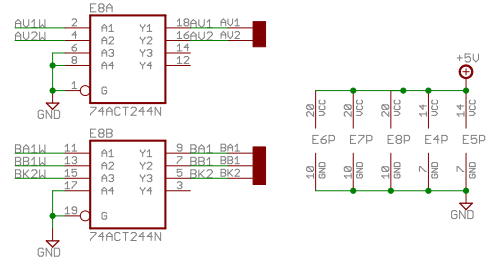 E8A
AV1W 2 A1 Y1 18 AV1 AV1
AV2W 4 A2 Y2 16 AV2 AV2
6 A3 Y3 14
8 A4 Y4 12
1 G
GND
74ACT244N
E8B
BA1W 11 A1 Y1 9 BA1 BA1
BB1W 13 A2 Y2 7 BB1 BB1
BK2W 15 A3 Y3 5 BK2 BK2
17 A4 Y4 3
19 G
GND
74ACT244N
+5V
20 VCC 20 VCC 20 VCC 14 VCC 14 VCC
E6P E7P E8P E4P E5P
10 GND 10 GND 10 GND 7 GND 7 GND
GND